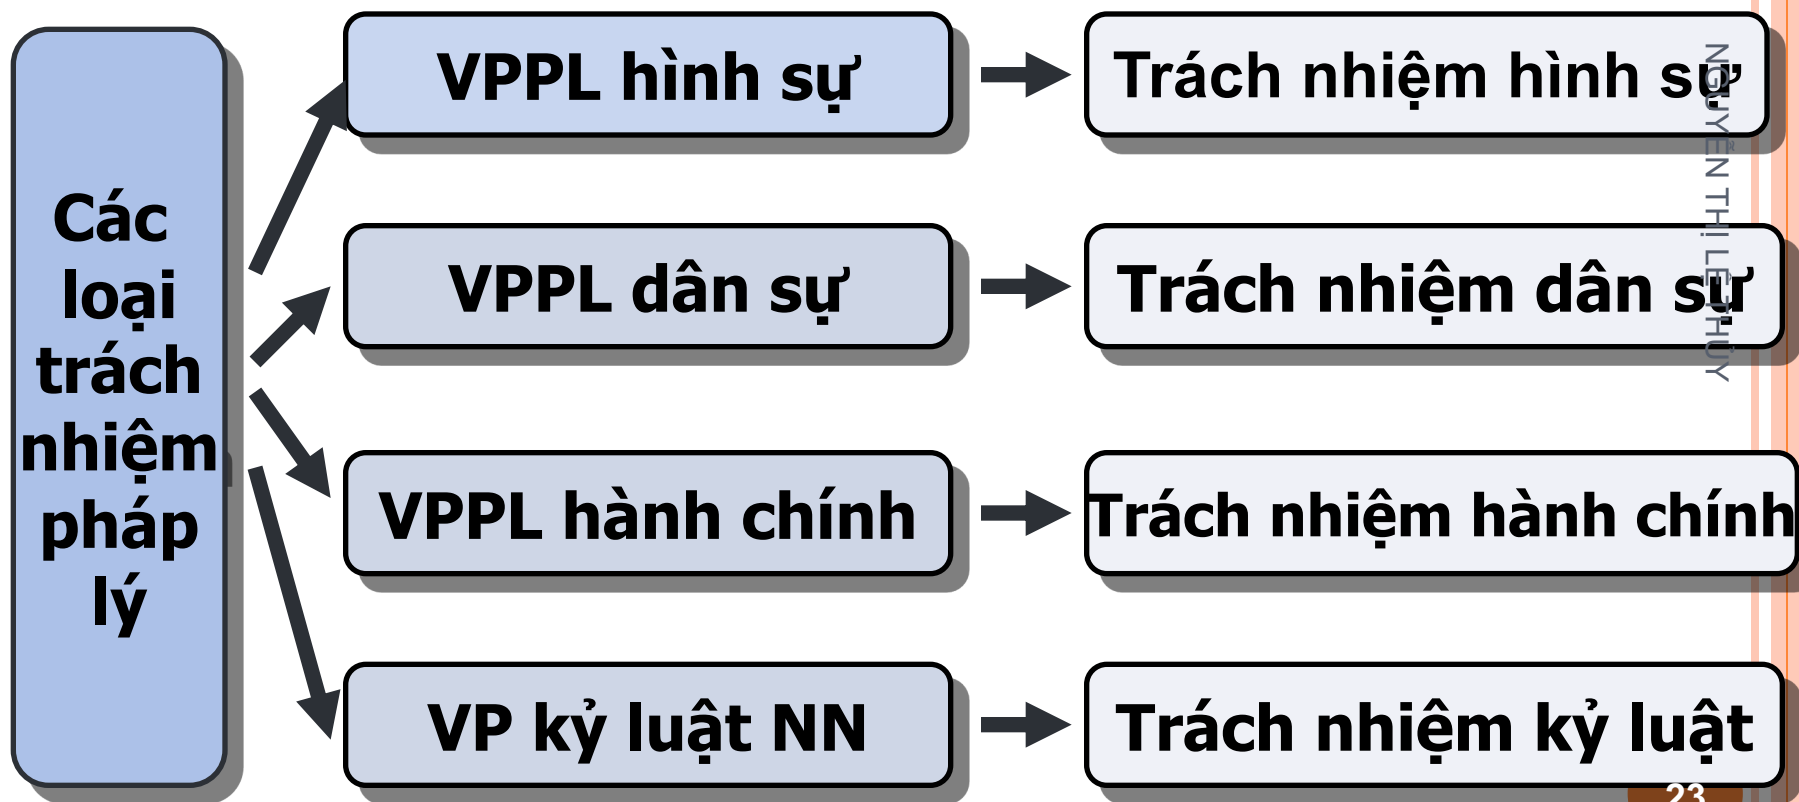 Các
loại
trách
nhiệm
pháp
lý
VPPL hình sự
Trách nhiệm hình sự
VPPL dân sự
Trách nhiệm dân sự
VPPL hành chính
Trách nhiệm hành chính
VP kỷ luật NN
Trách nhiệm kỷ luật
NGUYỄN THỊ LỆ THỦY
23